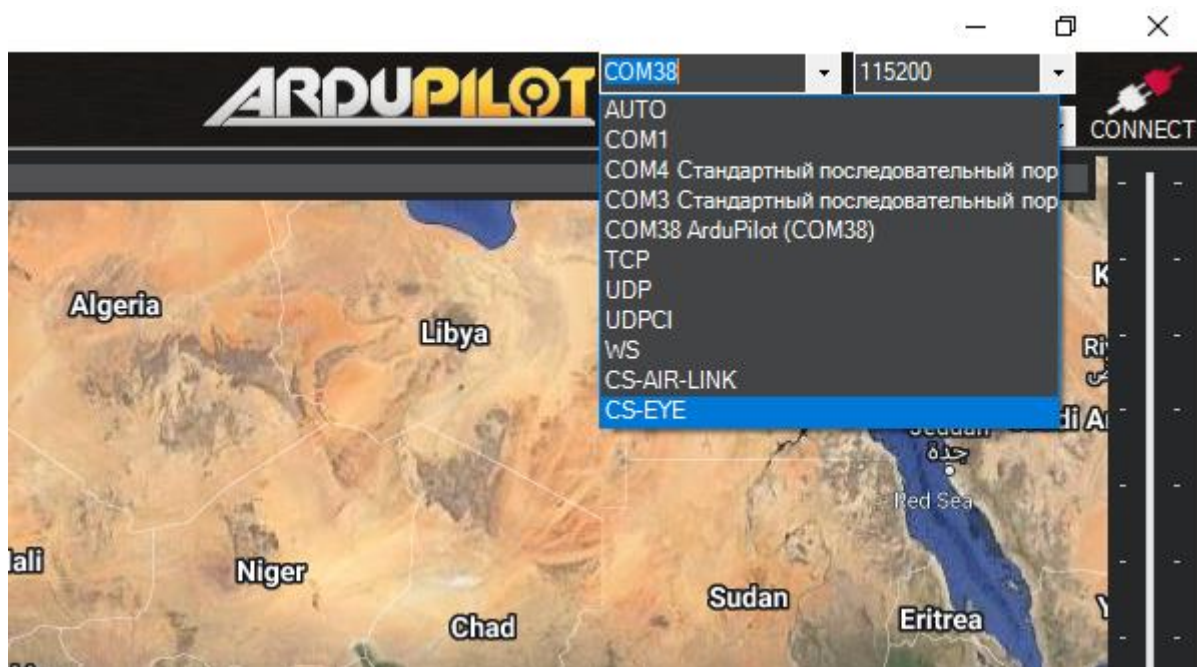 ARDUPILOT
COM38
115200
CONNECT
AUTO
COM1
COM4 Стандартный последовательный пор
COM3 Стандартный последовательный пор
COM38 ArduPilot (COM38)
TCP
UDP
UDPCI
WS
CS-AIR-LINK
CS-EYE
Algeria
Libya
جدة
Red Sea
Niger
Chad
Sudan
Eritrea